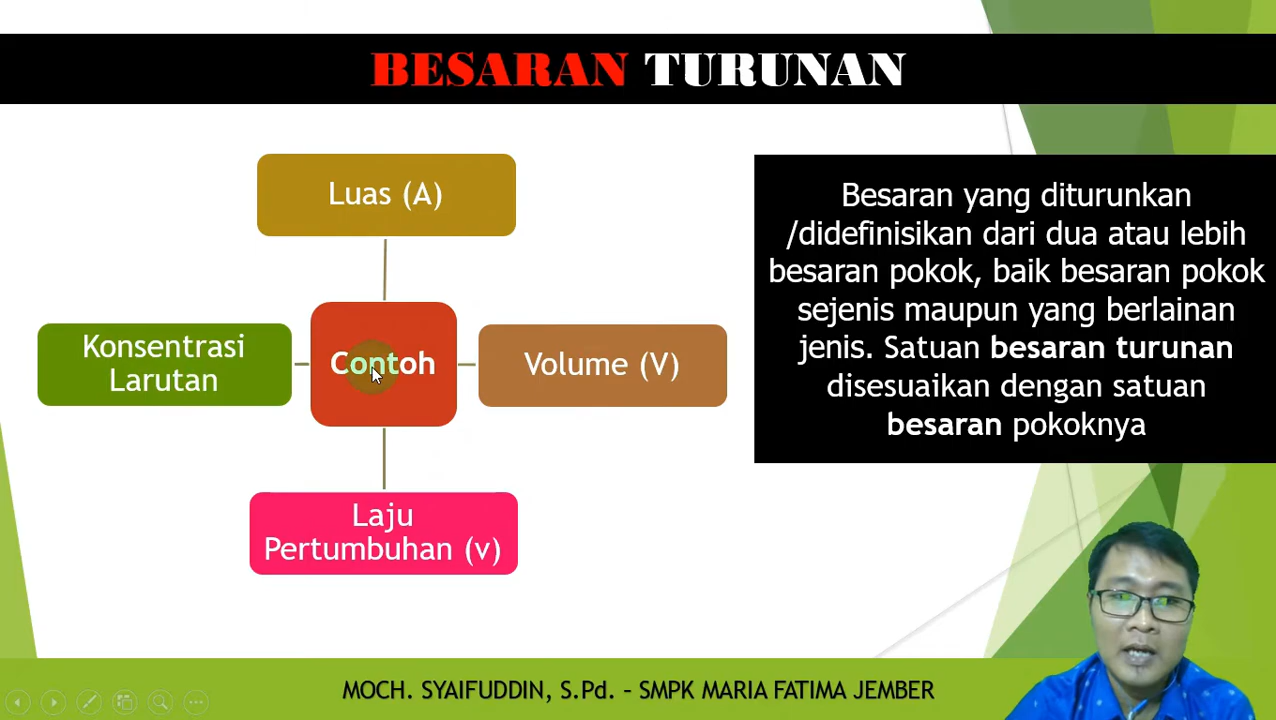 BESARAN TURUNAN
Luas (A)
Konsentrasi
Larutan
Contoh
Volume (V)
Laju
Pertumbuhan (v)
Besaran yang diturunkan
/didefinisikan dari dua atau lebih
besaran pokok, baik besaran pokok
sejenis maupun yang berlainan
jenis. Satuan besaran turunan
disesuaikan dengan satuan
besaran pokoknya
MOCH. SYAIFUDDIN, S.Pd. – SMPK MARIA FATIMA JEMBER